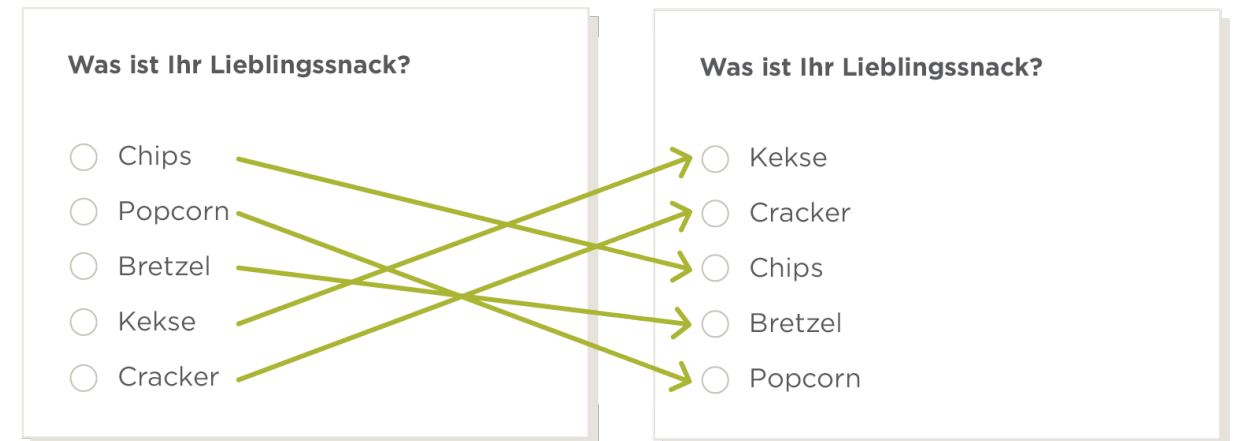 Was ist Ihr Lieblingssnack?
Chips
Popcorn
Bretzel
Kekse
Cracker
Was ist Ihr Lieblingssnack?
Kekse
Cracker
Chips
Bretzel
Popcorn